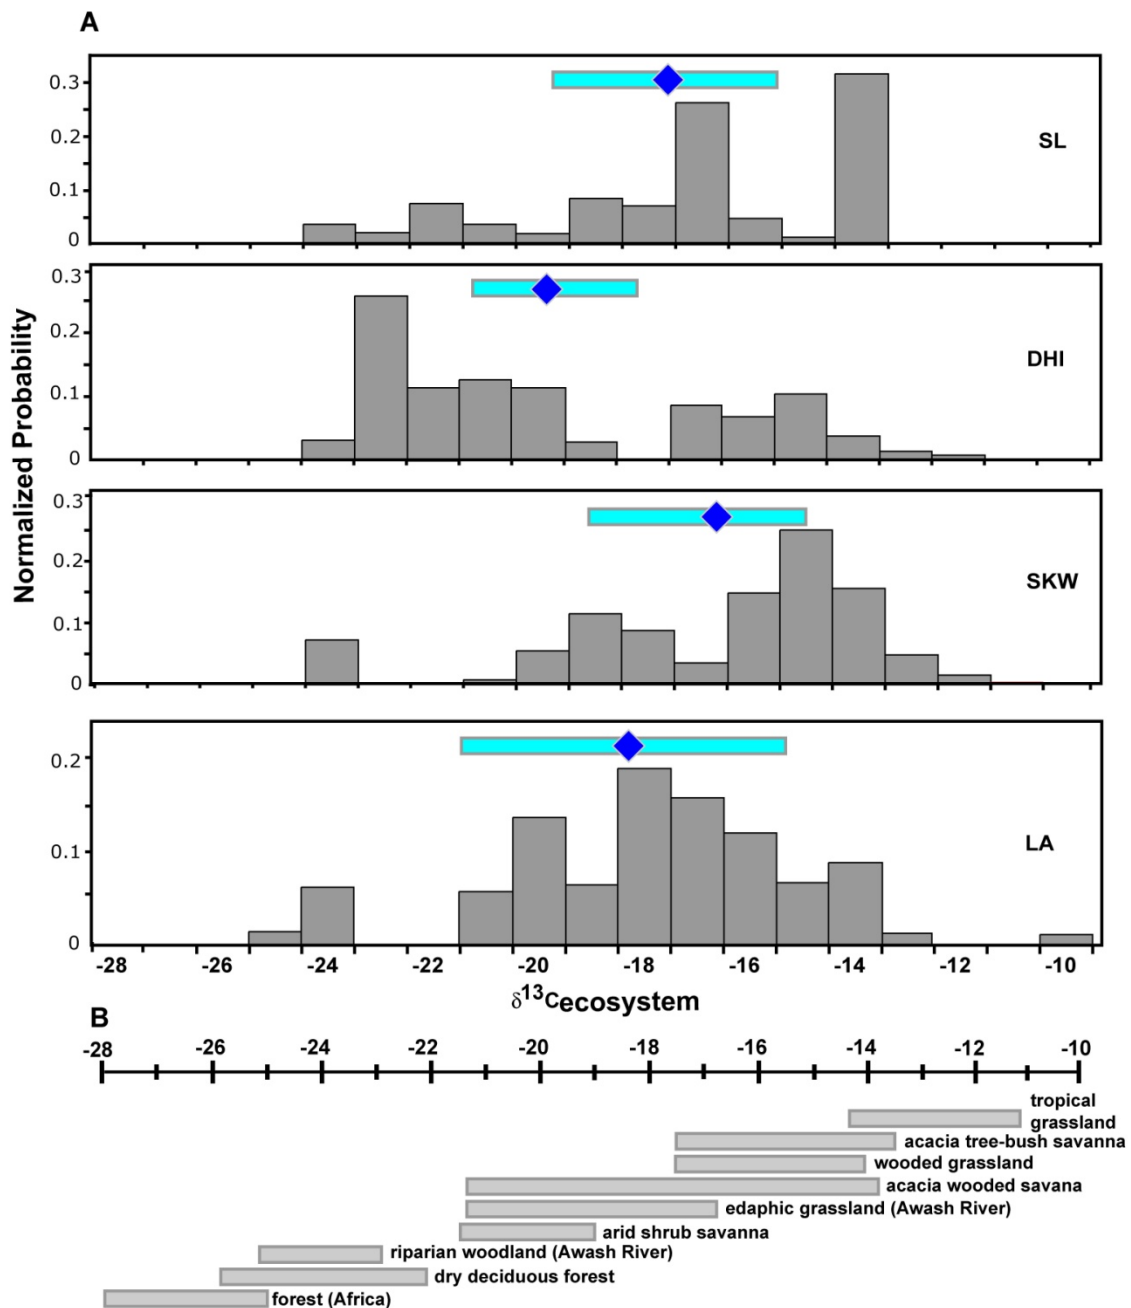 A
0.3
0.2
0.1
0
SL
0.3
0.2
0.1
0
DHI
Normalized Probability
0.3
0.2
0.1
0
SKW
0.2
0.1
0
LA
-28 -24 -22 -20 -18 -16 -14 -12 -10
δ13Cecosystem
B
-28 -26 -24 -22 -20 -18 -16 -14 -12 -10
tropical
grassland
acacia tree-bush savanna
wooded grassland
acacia wooded savana
edaphic grassland (Awash River)
arid shrub savanna
riparian woodland (Awash River)
dry deciduous forest
forest (Africa)